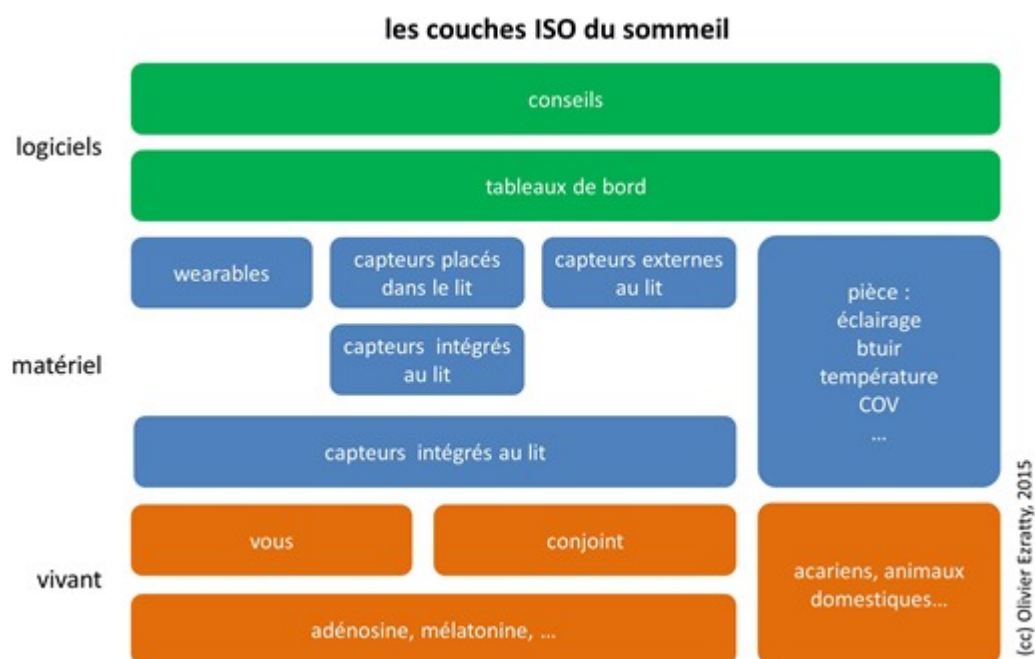 les couches ISO du sommeil
logiciels
conseils
tableaux de bord
matériel
wearables
capteurs placés
dans le lit
capteurs externes
au lit
capteurs intégrés
au lit
capteurs intégrés au lit
pièce :
éclairage
btuir
température
COV
...
vivant
vous
conjoint
adénosine, mélatonine, ...
acariens, animaux
domestiques...
(cc) Olivier Ezratty, 2015